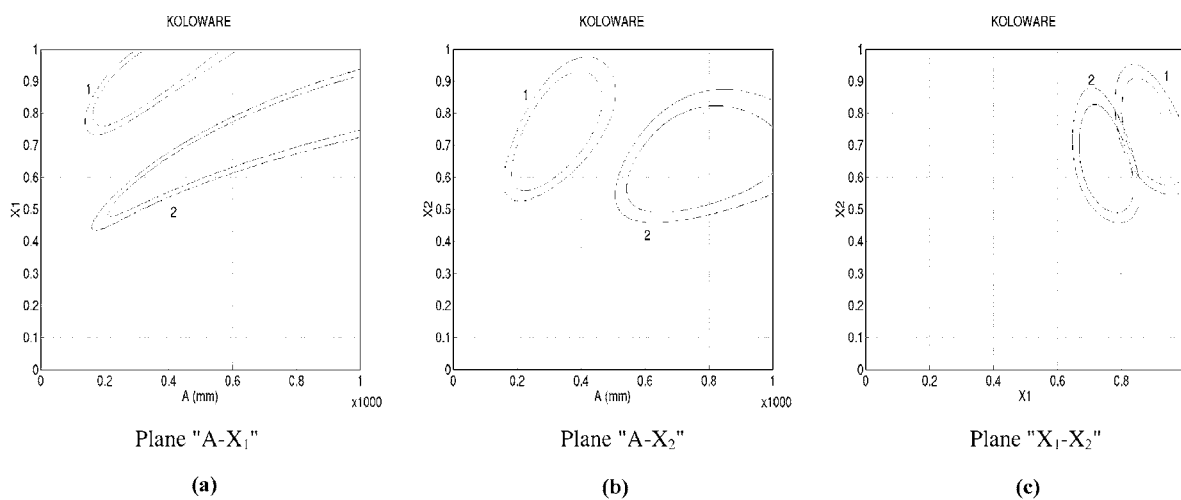 KOLOWARE
1
0.9
0.8
0.7
0.6
0.5
0.4
0.3
0.2
0.1
0
X1
1
2
0 0.2 0.4 0.6 0.8 1
A (mm)
x1000
Plane "A-X₁"
(a)
KOLOWARE
1
0.9
0.8
0.7
0.6
0.5
0.4
0.3
0.2
0.1
0
X2
1
2
0 0.2 0.4 0.6 0.8 1
A (mm)
x1000
Plane "A-X₂"
(b)
KOLOWARE
1
0.9
0.8
0.7
0.6
0.5
0.4
0.3
0.2
0.1
0
X2
2
1
0 0.2 0.4 0.6 0.8
X1
Plane "X₁-X₂"
(c)